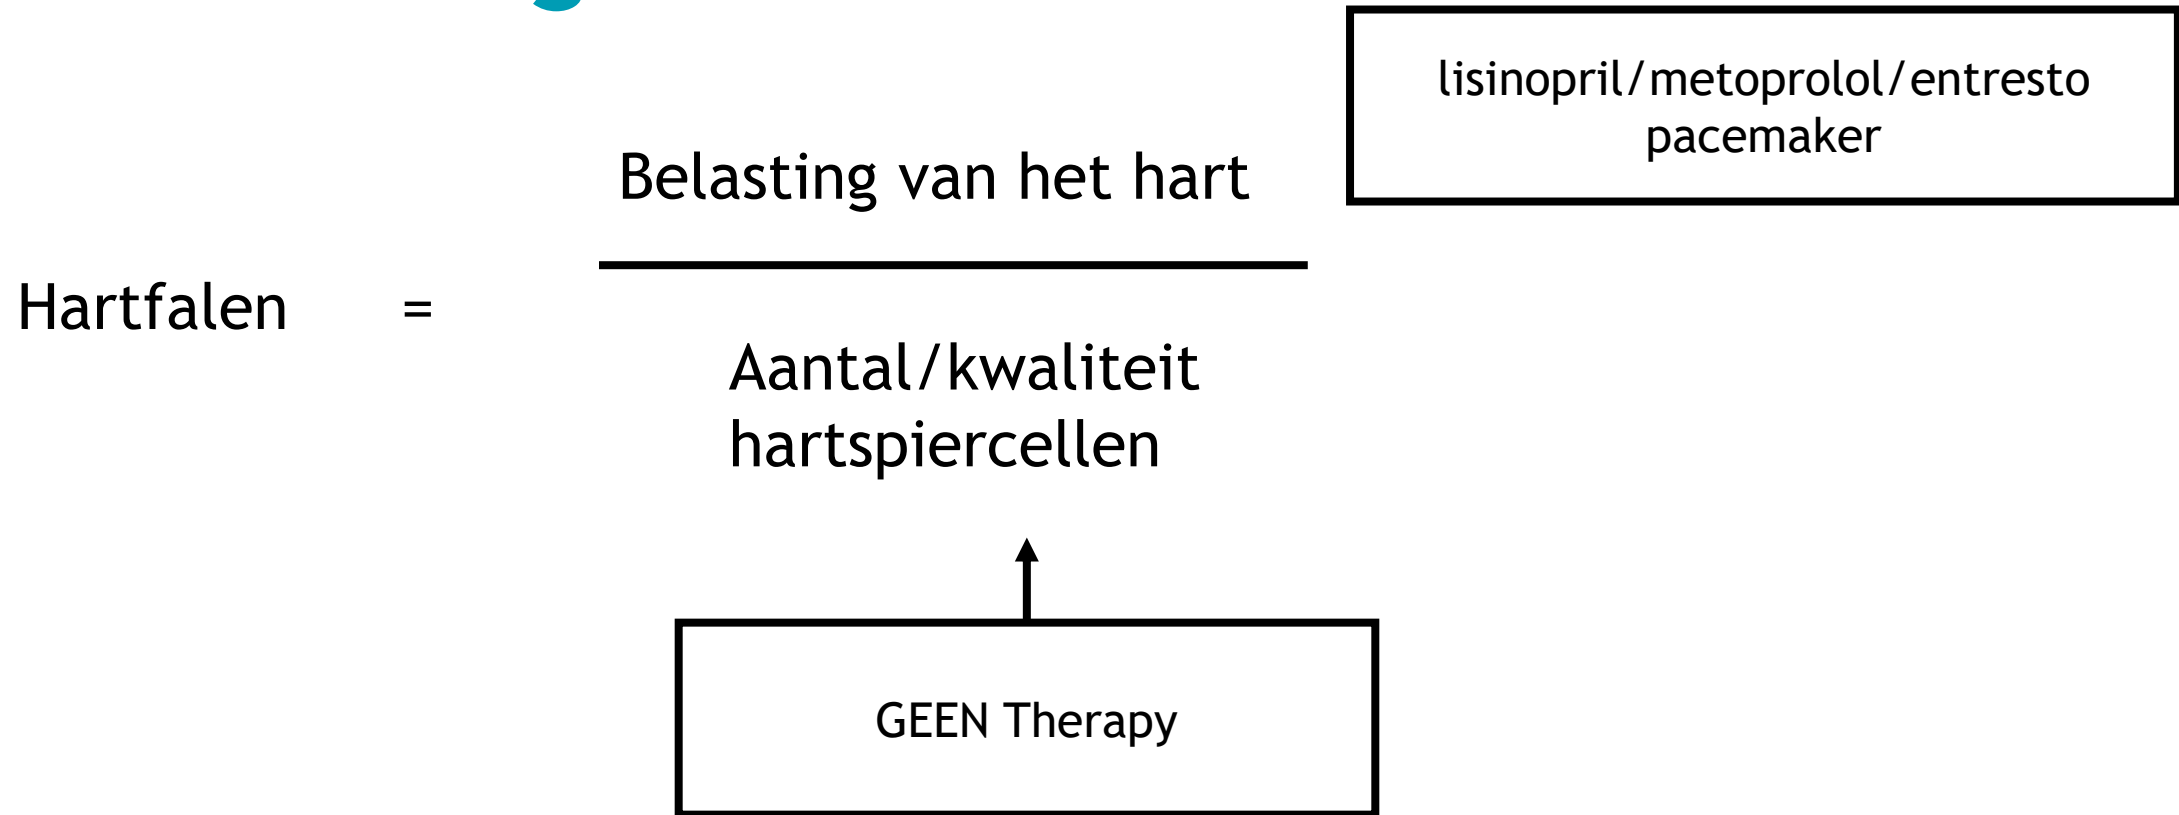 lisinopril/metoprolol/entresto
pacemaker
Belasting van het hart
Hartfalen =
Aantal/kwaliteit
hartspiercellen
GEEN Therapy